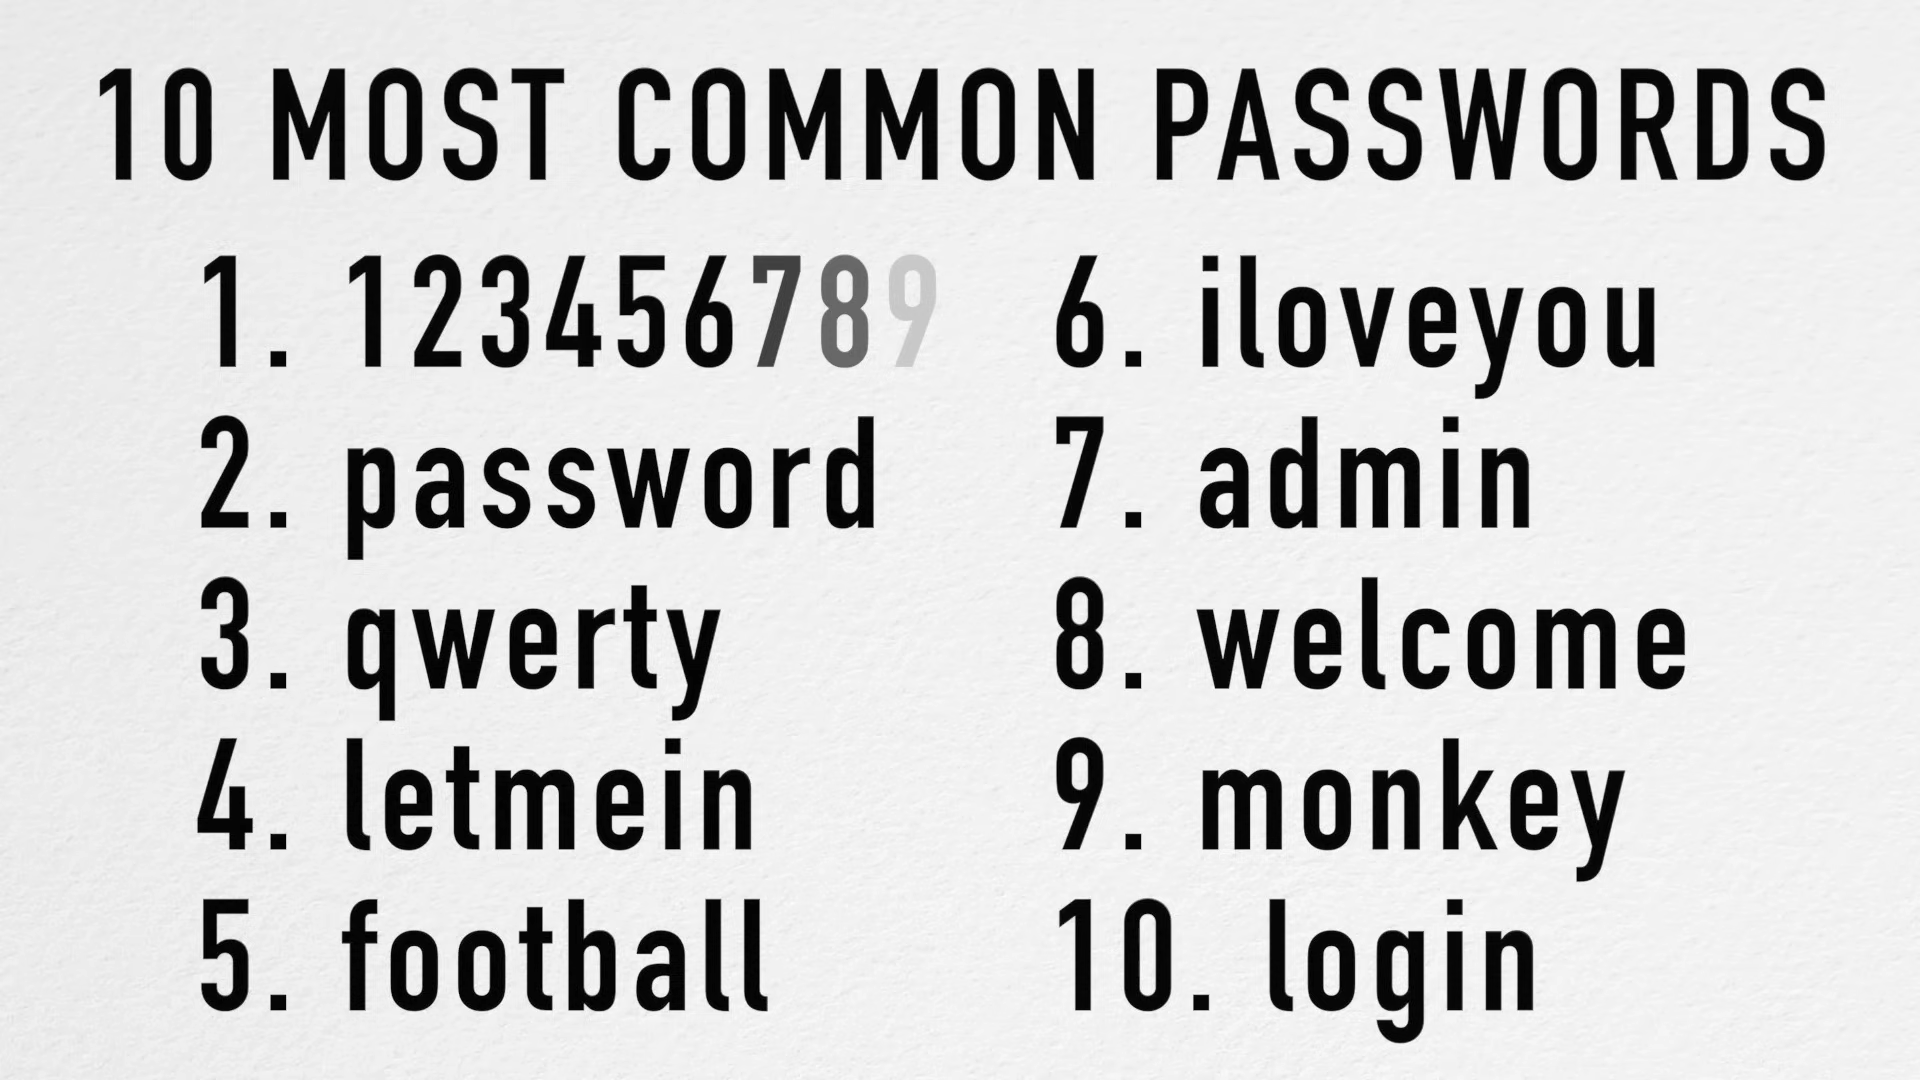 10 MOST COMMON PASSWORDS
1. 123456789
2. password
3. qwerty
4. letmein
5. football
6. iloveyou
7. admin
8. welcome
9. monkey
10. login